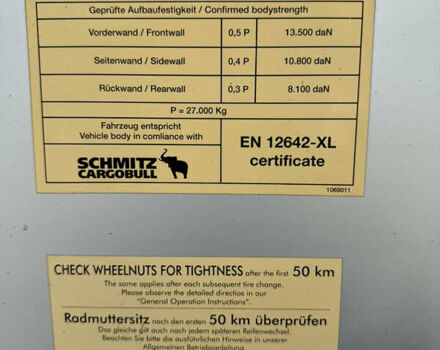 Geprüfte Aufbaufestigkeit / Confirmed bodystrength
Vorderwand / Frontwall 0,5 P 13.500 daN
Seitenwand / Sidewall 0,4 P 10.800 daN
Rückwand / Rearwall 0,3 P 8.100 daN
P = 27.000 Kg
Fahrzeug entspricht
Vehicle body in comliance with
SCHMITZ
CARGOBULL
EN 12642-XL
certificate
1069011
CHECK WHEELNUTS FOR TIGHTNESS after the first 50 km
The same applies after each subsequent tire change.
Please observe the detailed directios in our
"General Operation Instructions".
Radmuttersitz nach den ersten 50 km überprüfen
Das gleiche gilt auch nach jedem späteren Reifenwechsel.
Beachten Sie bitte die ausführlichen Hinweise in unserer
Allgemeinen Betriebsanleitung.